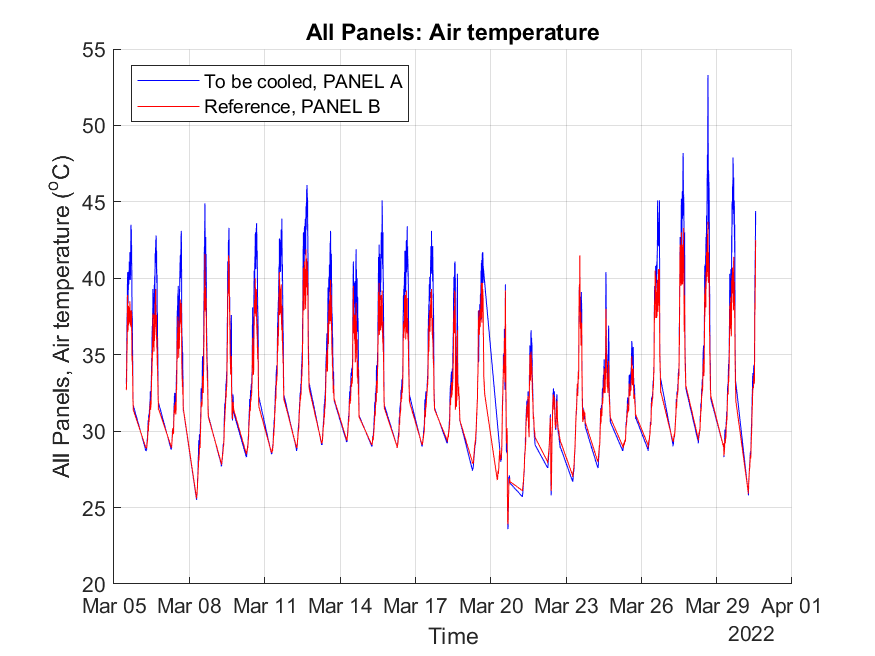 All Panels: Air temperature
To be cooled, PANEL A
Reference, PANEL B
All Panels, Air temperature (°C)
55
50
45
40
35
30
25
20
Mar 05 Mar 08 Mar 11 Mar 14 Mar 17 Mar 20 Mar 23 Mar 26 Mar 29 Apr 01
Time
2022